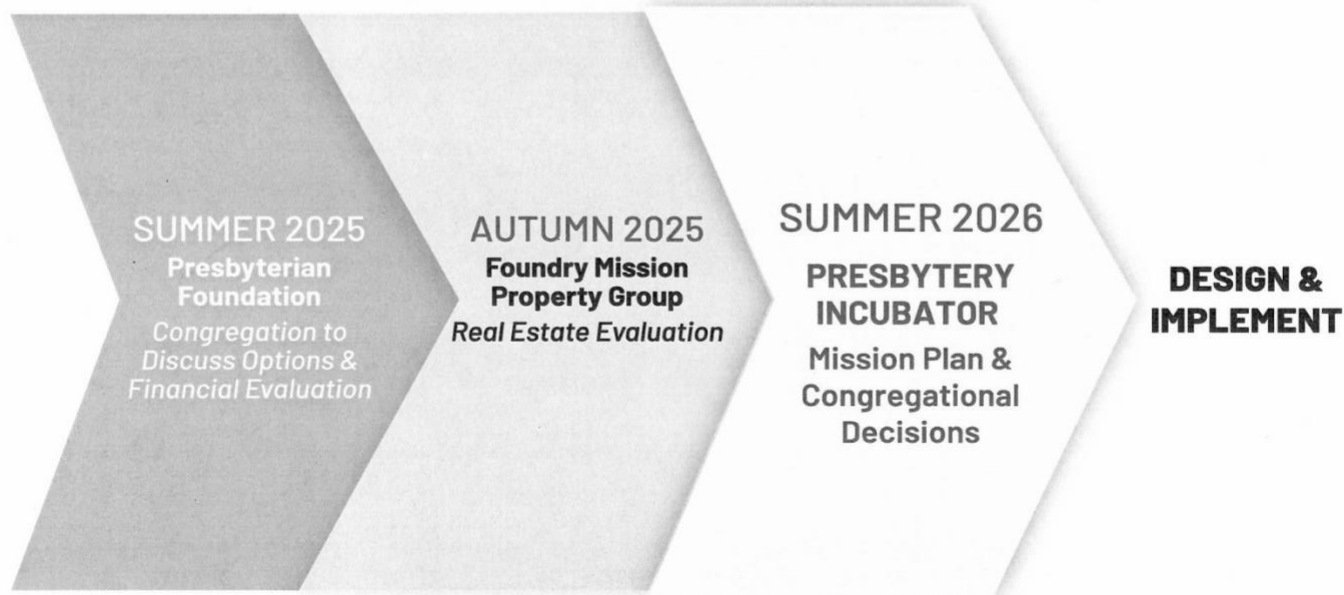 SUMMER 2025
Presbyterian
Foundation
Congregation to
Discuss Options &
Financial Evaluation
AUTUMN 2025
Foundry Mission
Property Group
Real Estate Evaluation
SUMMER 2026
PRESBYTERY
INCUBATOR
Mission Plan &
Congregational
Decisions
DESIGN &
IMPLEMENT